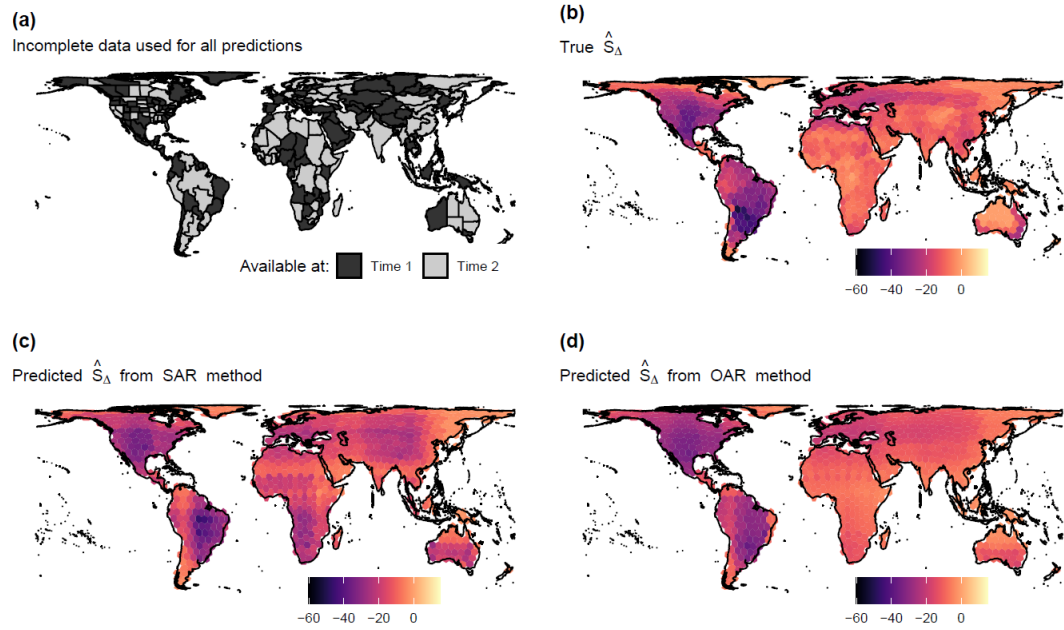 (a)
Incomplete data used for all predictions
Available at: Time 1 Time 2
(b)
True Ŝ_Δ
−60 −40 −20 0
(c)
Predicted Ŝ_Δ from SAR method
−60 −40 −20 0
(d)
Predicted Ŝ_Δ from OAR method
−60 −40 −20 0